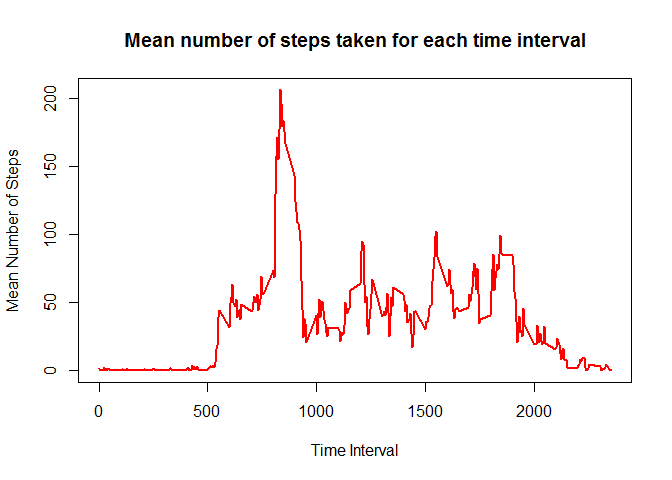 Mean number of steps taken for each time interval
Mean Number of Steps
200
150
100
50
0
0 500 1000 1500 2000
Time Interval